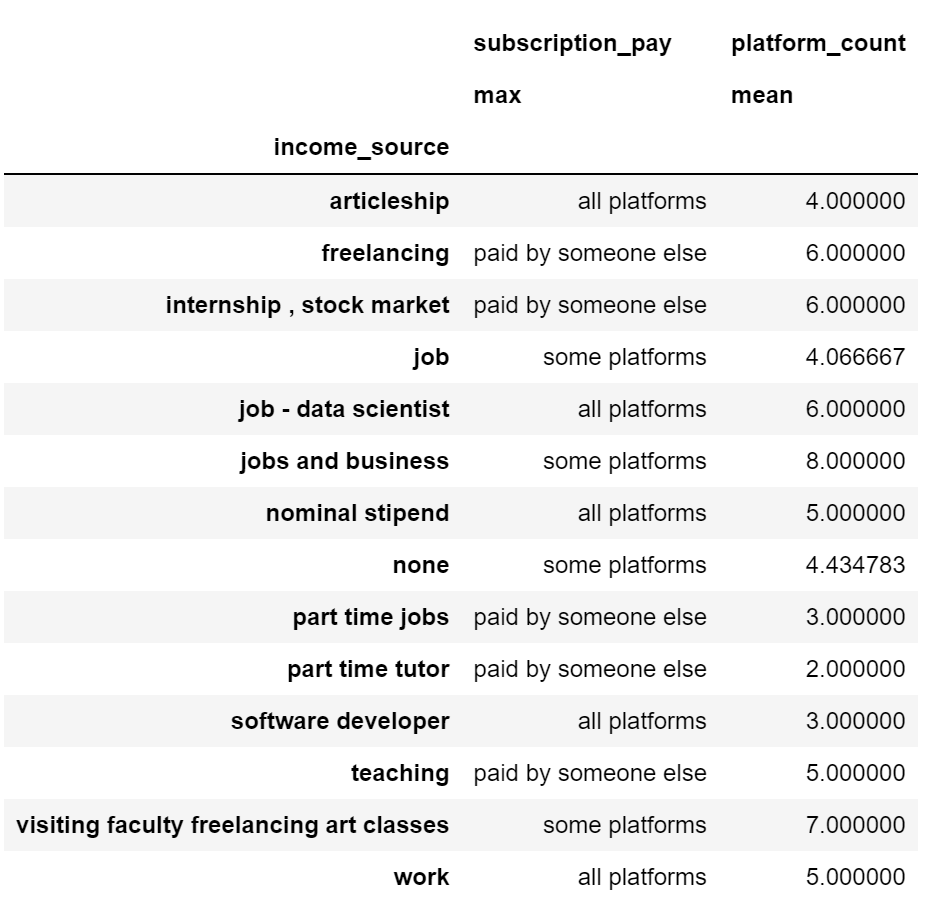 subscription_pay platform_count
max mean
income_source
articleship all platforms 4.000000
freelancing paid by someone else 6.000000
internship , stock market paid by someone else 6.000000
job some platforms 4.066667
job - data scientist all platforms 6.000000
jobs and business some platforms 8.000000
nominal stipend all platforms 5.000000
none some platforms 4.434783
part time jobs paid by someone else 3.000000
part time tutor paid by someone else 2.000000
software developer all platforms 3.000000
teaching paid by someone else 5.000000
visiting faculty freelancing art classes some platforms 7.000000
work all platforms 5.000000